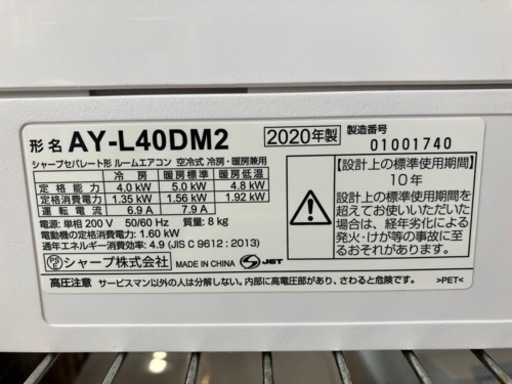 形名 AY-L40DM2 2020年製 製造番号 01001740
シャープセパレート形 ルームエアコン 空冷式 冷房・暖房兼用
冷 房 暖房標準 暖房低温
定格能力 4.0 kW 5.0 kW 4.8 kW
定格消費電力 1.35 kW 1.56 kW 1.92 kW
運転電流 6.9 A 7.9 A
電源: 単相 200 V 50/60 Hz 質量: 8 kg
電動機の定格消費電力: 1.60 kW
通年エネルギー消費効率: 4.9 (JIS C 9612 : 2013)
PSE シャープ株式会社 MADE IN CHINA S-JET
【設計上の標準使用期間】
10年
設計上の標準使用期間を
超えてお使いいただいた
場合は、経年劣化による
発火・けが等の事故に至
るおそれがあります。
高圧注意 サービスマン以外の人は分解しない。内部に高電圧部があり、さわると危険。 >PET<